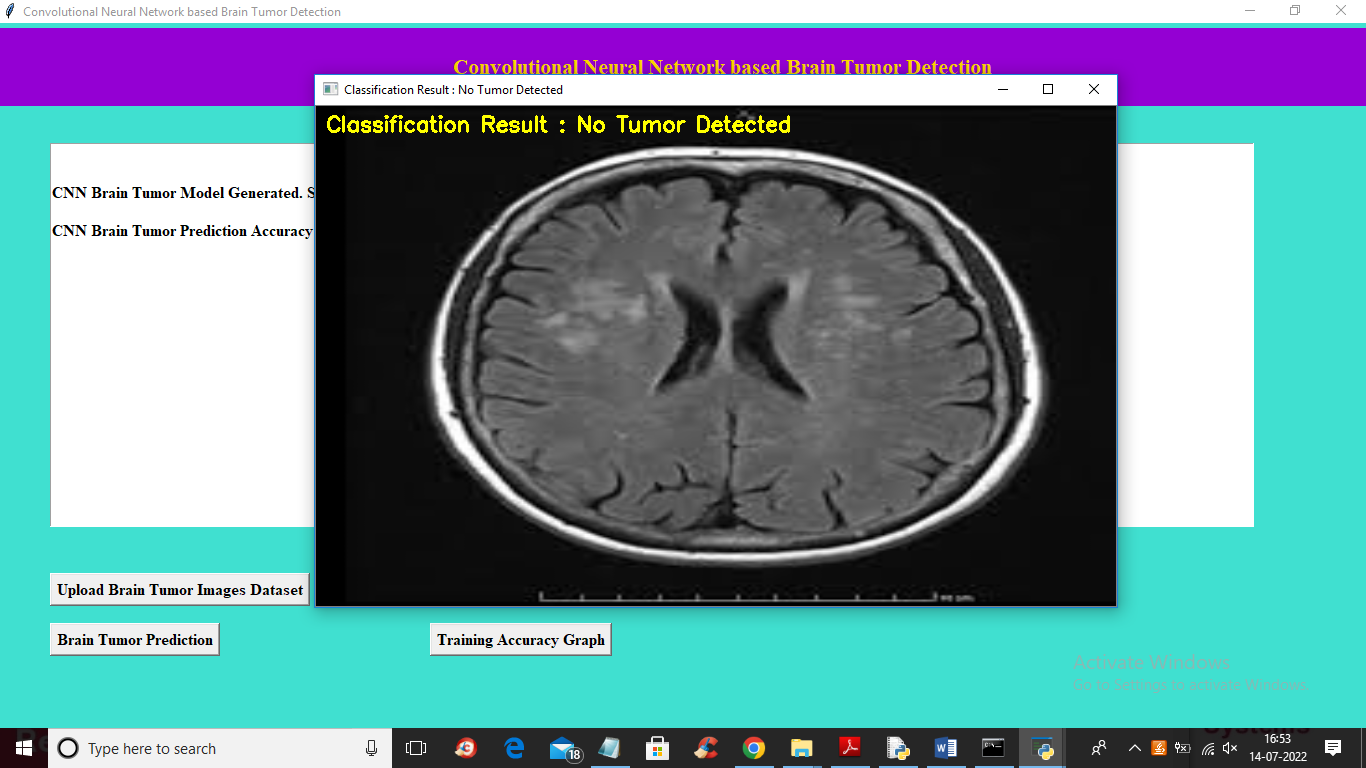 Convolutional Neural Network based Brain Tumor Detection
Convolutional Neural Network based Brain Tumor Detection
Classification Result : No Tumor Detected
Classification Result : No Tumor Detected
CNN Brain Tumor Model Generated. S
CNN Brain Tumor Prediction Accuracy
Upload Brain Tumor Images Dataset
Brain Tumor Prediction
Training Accuracy Graph
Activate Windows
Go to Settings to activate Windows.
Systems
Type here to search
18
16:53
14-07-2022